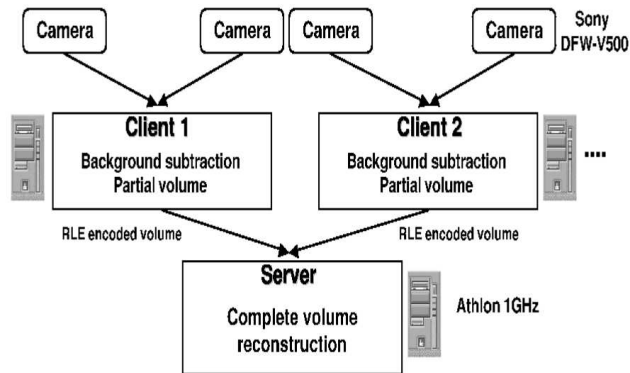 Camera Camera Camera Camera Sony
DFW-V500
Client 1 Client 2
Background subtraction Background subtraction
Partial volume Partial volume
....
RLE encoded volume RLE encoded volume
Server
Athlon 1GHz
Complete volume
reconstruction